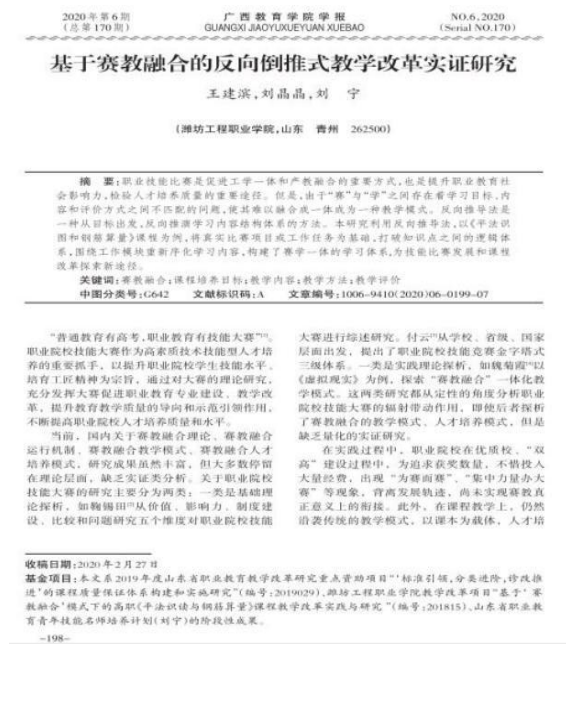 2020年第6期
(总第170期)
广西教育学院学报
GUANGXI JIAOYUXUEYUAN XUEBAO
NO.6,2020
(Serial NO.170)
基于赛教融合的反向倒推式教学改革实证研究
王建滨,刘晶晶,刘 宁
(潍坊工程职业学院,山东 青州 262500)
摘 要:职业技能比赛是促进工学一体和产教融合的重要方式,也是提升职业教育社
会影响力,检验人才培养质量的重要途径。但是,由于“赛”与“学”之间存在着学习目标、内
容和评价方式之间不匹配的问题,使其难以融合成一体成为一种教学模式。反向推导法是
一种从目标出发,反向推演学习内容结构体系的方法。本研究利用反向推导法,以《平法识
图和钢筋算量》课程为例,将真实比赛项目或工作任务为基础,打破知识点之间的逻辑体
系,围绕工作模块重新序化学习内容,构建了赛学一体的学习体系,为技能比赛发展和课程
改革探索新途径。
关键词:赛教融合;课程培养目标;教学内容;教学方法;教学评价
中图分类号:G642 文献标识码:A 文章编号:1006-9410(2020)06-0199-07
“普通教育有高考,职业教育有技能大赛”[1]。
职业院校技能大赛作为高素质技术技能型人才培
养的重要抓手,以提升职业院校学生技能水平、
培育工匠精神为宗旨,通过对大赛的理论研究,
充分发挥大赛促进职业教育专业建设、教学改
革,提升教育教学质量的导向和示范引领作用,
不断提高职业院校人才培养质量和水平。
当前,国内关于赛教融合理论、赛教融合
运行机制、赛教融合教学模式、赛教融合人才
培养模式,研究成果虽然丰富,但大多数停留
在理论层面,缺乏实证类分析。关于职业院校
技能大赛的研究主要分为两类:一类是基础理
论探析,如鞠锡田[2]从价值、影响力、制度建
设、比较和问题研究五个维度对职业院校技能
大赛进行综述研究。付云[3]从学校、省级、国家
层面出发,提出了职业院校技能竞赛金字塔式
三级体系。一类是实践理论探析,如魏菊霞[4]以
《虚拟现实》为例,探索“赛教融合”一体化教
学模式。这两类研究都从定性的角度分析职业
院校技能大赛的辐射带动作用,即使后者探析
了赛教融合的教学模式、人才培养模式,但是
缺乏量化的实证研究。
在实践过程中,职业院校在优质校、“双
高”建设过程中,为追求获奖数量,不惜投入
大量经费,出现“为赛而赛”、“集中力量办大
赛”等现象,背离发展轨迹,尚未实现赛教真
正意义上的衔接。此外,在课程教学上,仍然
沿袭传统的教学模式,以课本为载体,人才培
收稿日期:2020年2月27日
基金项目:本文系2019年度山东省职业教育教学改革研究重点资助项目“‘标准引领,分类进阶,诊改推
进’的课程质量保证体系构建和实施研究”(编号:2019029)、潍坊工程职业学院教学改革项目“基于‘赛
教融合’模式下的高职《平法识读与钢筋算量》课程教学改革实践与研究”(编号:201815)、山东省职业教
育青年技能名师培养计划(刘宁)的阶段性成果。
-198-